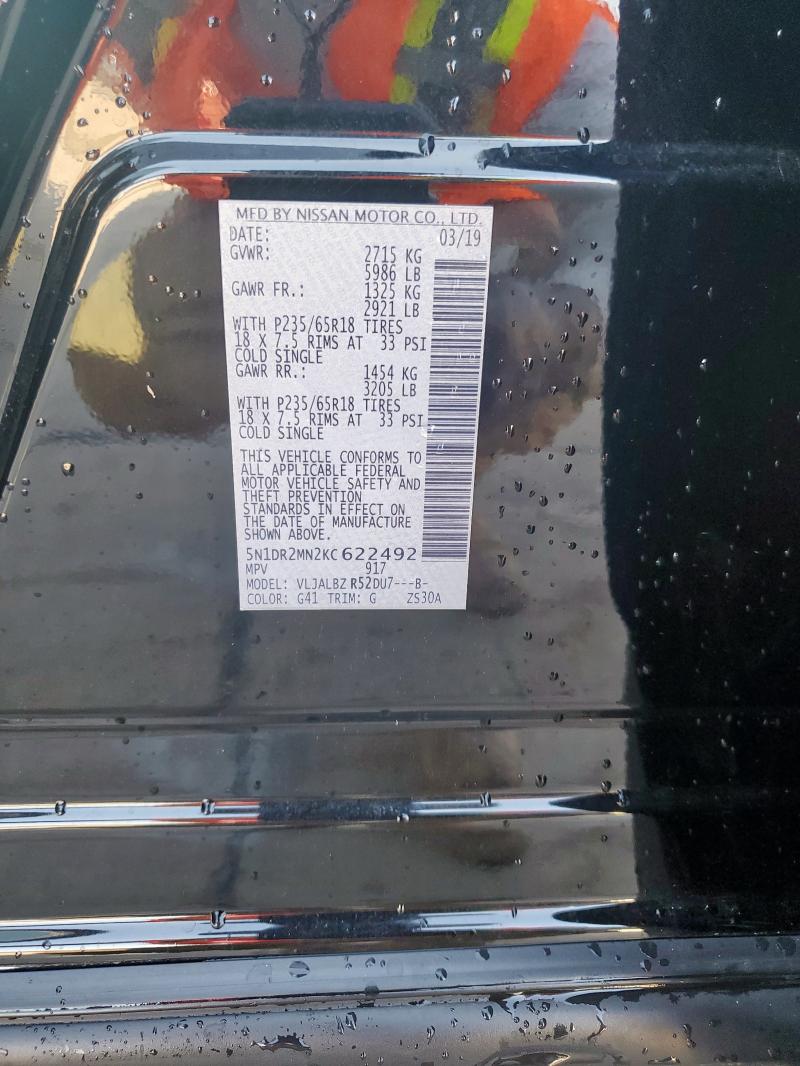 MFD BY NISSAN MOTOR CO., LTD.
DATE: 03/19
GVWR: 2715 KG
5986 LB
GAWR FR.: 1325 KG
2921 LB
WITH P235/65R18 TIRES
18 X 7.5 RIMS AT 33 PSI
COLD SINGLE
GAWR RR.: 1454 KG
3205 LB
WITH P235/65R18 TIRES
18 X 7.5 RIMS AT 33 PSI
COLD SINGLE
THIS VEHICLE CONFORMS TO
ALL APPLICABLE FEDERAL
MOTOR VEHICLE SAFETY AND
THEFT PREVENTION
STANDARDS IN EFFECT ON
THE DATE OF MANUFACTURE
SHOWN ABOVE.
5N1DR2MN2KC622492
MPV 917
MODEL: VLJALBZ R52DU7---B-
COLOR: G41 TRIM: G ZS30A